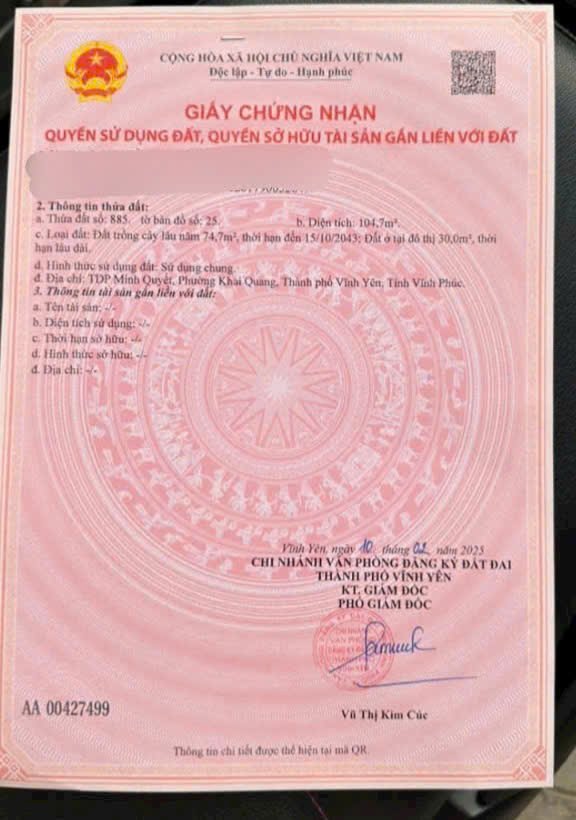 CỘNG HÒA XÃ HỘI CHỦ NGHĨA VIỆT NAM
Độc lập - Tự do - Hạnh phúc
GIẤY CHỨNG NHẬN
QUYỀN SỬ DỤNG ĐẤT, QUYỀN SỞ HỮU TÀI SẢN GẮN LIỀN VỚI ĐẤT
2. Thông tin thửa đất:
a. Thửa đất số: 885. tờ bản đồ số: 25. b. Diện tích: 104,7m².
c. Loại đất: Đất trồng cây lâu năm 74,7m², thời hạn đến 15/10/2043; Đất ở tại đô thị 30,0m², thời
hạn lâu dài.
d. Hình thức sử dụng đất: Sử dụng chung.
đ. Địa chỉ: TDP Minh Quyết, Phường Khai Quang, Thành phố Vĩnh Yên, Tỉnh Vĩnh Phúc.
3. Thông tin tài sản gắn liền với đất:
a. Tên tài sản: -/-
b. Diện tích sử dụng: -/-
c. Thời hạn sở hữu: -/-
d. Hình thức sở hữu: -/-
đ. Địa chỉ: -/-
Vĩnh Yên, ngày 10 tháng 02 năm 2025
CHI NHÁNH VĂN PHÒNG ĐĂNG KÝ ĐẤT ĐAI
THÀNH PHỐ VĨNH YÊN
KT. GIÁM ĐỐC
PHÓ GIÁM ĐỐC
Vũ Thị Kim Cúc
AA 00427499
Thông tin chi tiết được thể hiện tại mã QR.